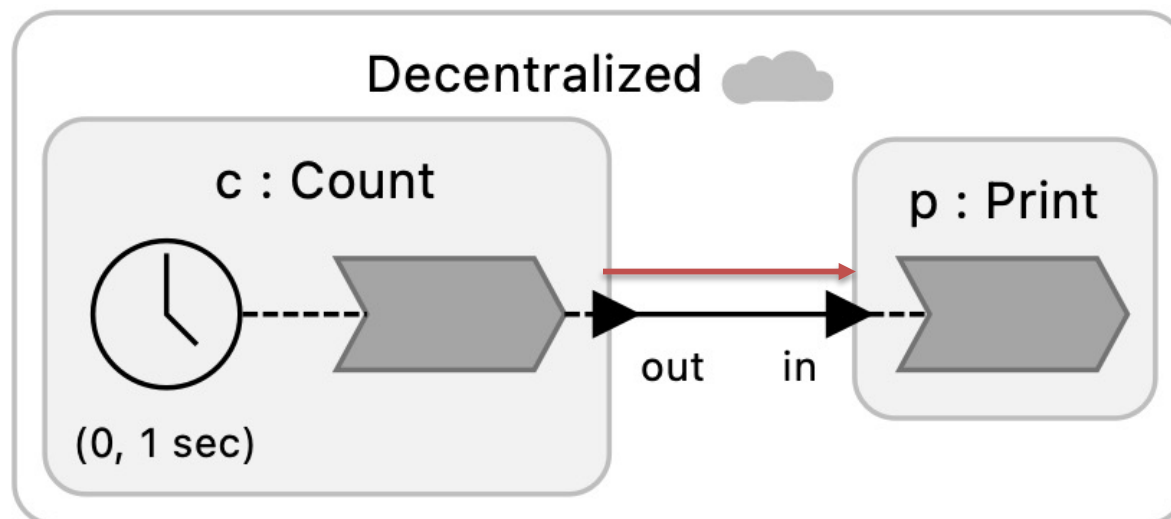 Decentralized
c : Count
p : Print
out
in
(0, 1 sec)